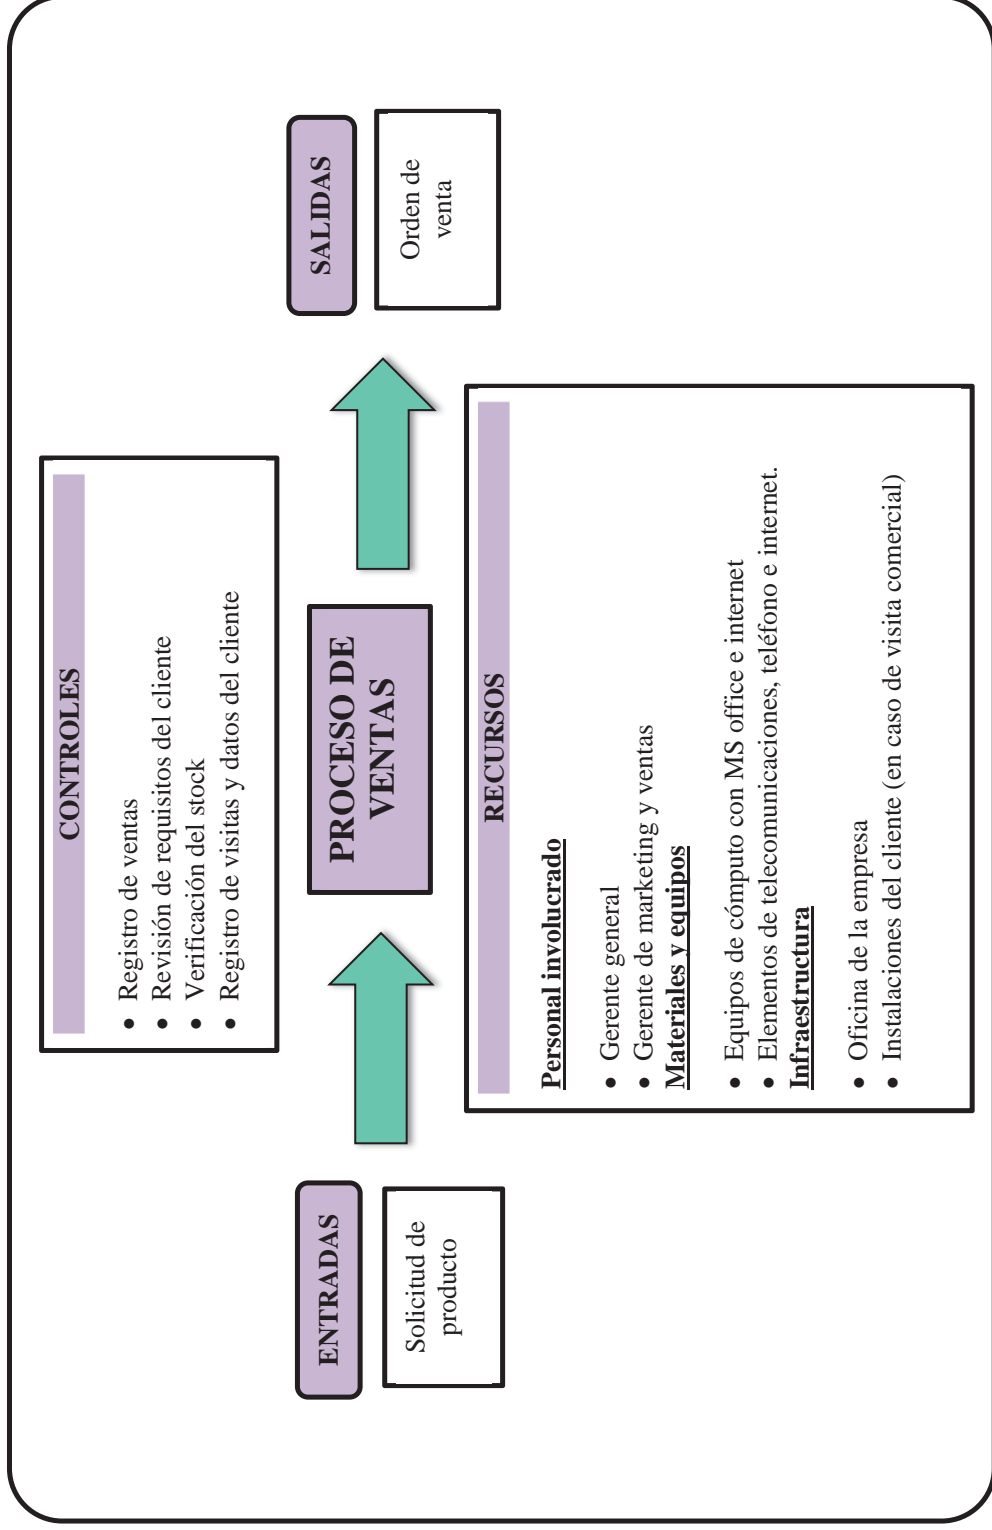 CONTROLES
• Registro de ventas
• Revisión de requisitos del cliente
• Verificación del stock
• Registro de visitas y datos del cliente
ENTRADAS
Solicitud de
producto
PROCESO DE
VENTAS
SALIDAS
Orden de
venta
RECURSOS
Personal involucrado
• Gerente general
• Gerente de marketing y ventas
Materiales y equipos
• Equipos de cómputo con MS office e internet
• Elementos de telecomunicaciones, teléfono e internet.
Infraestructura
• Oficina de la empresa
• Instalaciones del cliente (en caso de visita comercial)